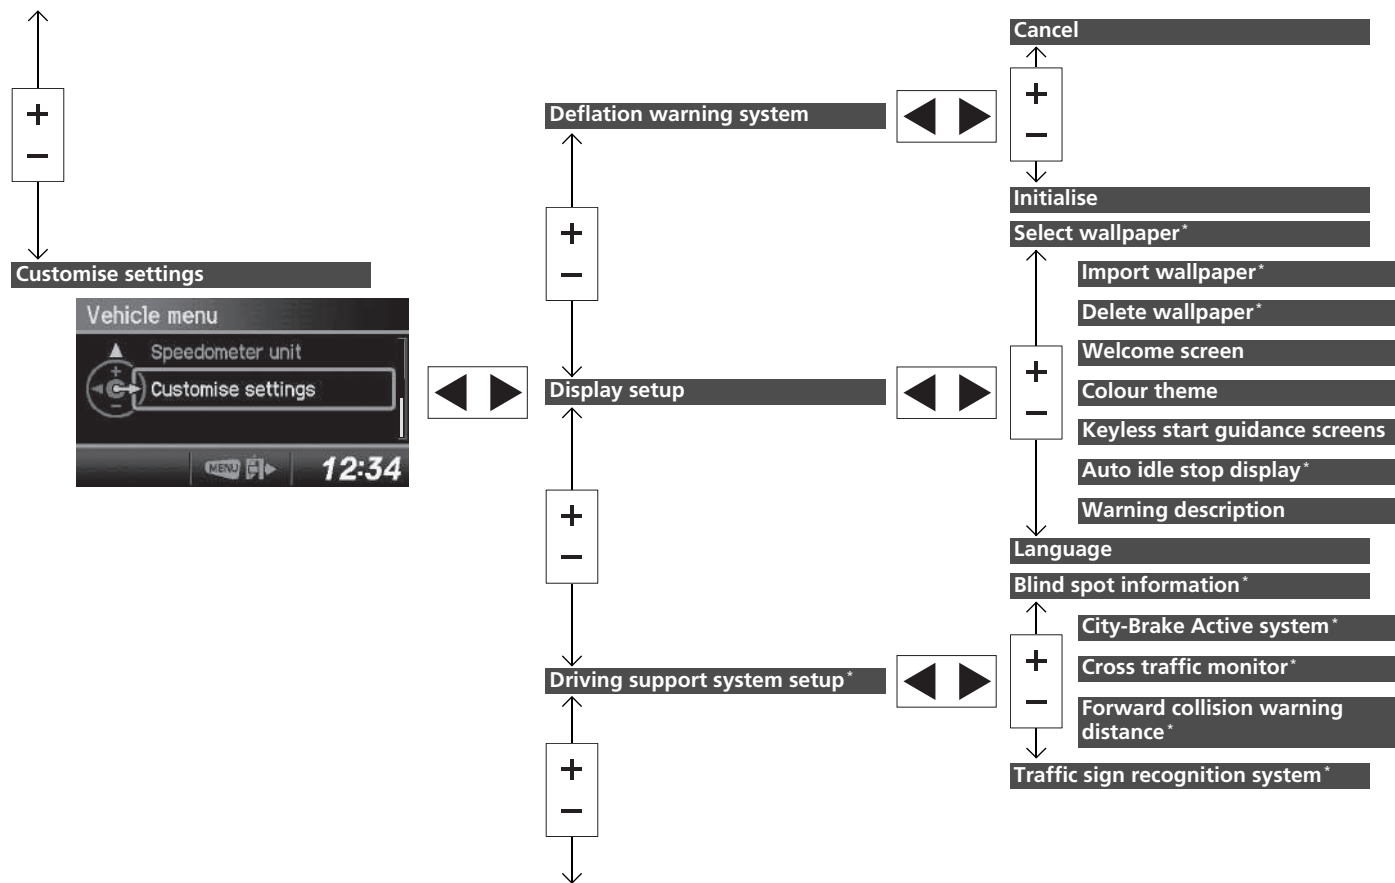 Customise settings
Vehicle menu
Speedometer unit
Customise settings
MENU
12:34
Deflation warning system
Display setup
Driving support system setup*
Cancel
Initialise
Select wallpaper*
Import wallpaper*
Delete wallpaper*
Welcome screen
Colour theme
Keyless start guidance screens
Auto idle stop display*
Warning description
Language
Blind spot information*
City-Brake Active system*
Cross traffic monitor*
Forward collision warning
distance*
Traffic sign recognition system*